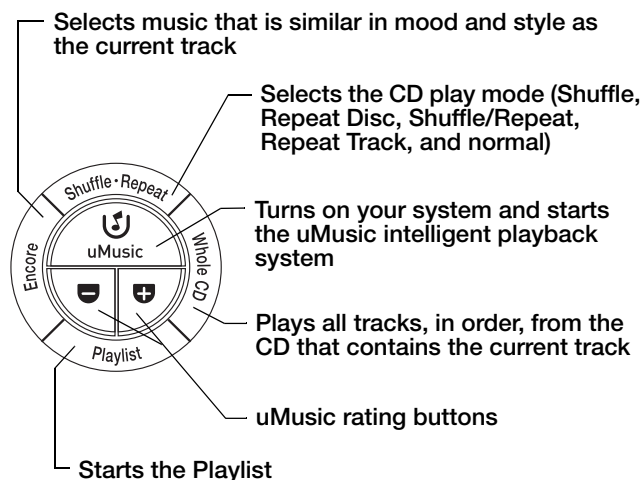 Selects music that is similar in mood and style as
the current track
Selects the CD play mode (Shuffle,
Repeat Disc, Shuffle/Repeat,
Repeat Track, and normal)
Shuffle•Repeat
Turns on your system and starts
the uMusic intelligent playback
system
uMusic
Encore
Whole CD
Plays all tracks, in order, from the
CD that contains the current track
Playlist
uMusic rating buttons
Starts the Playlist